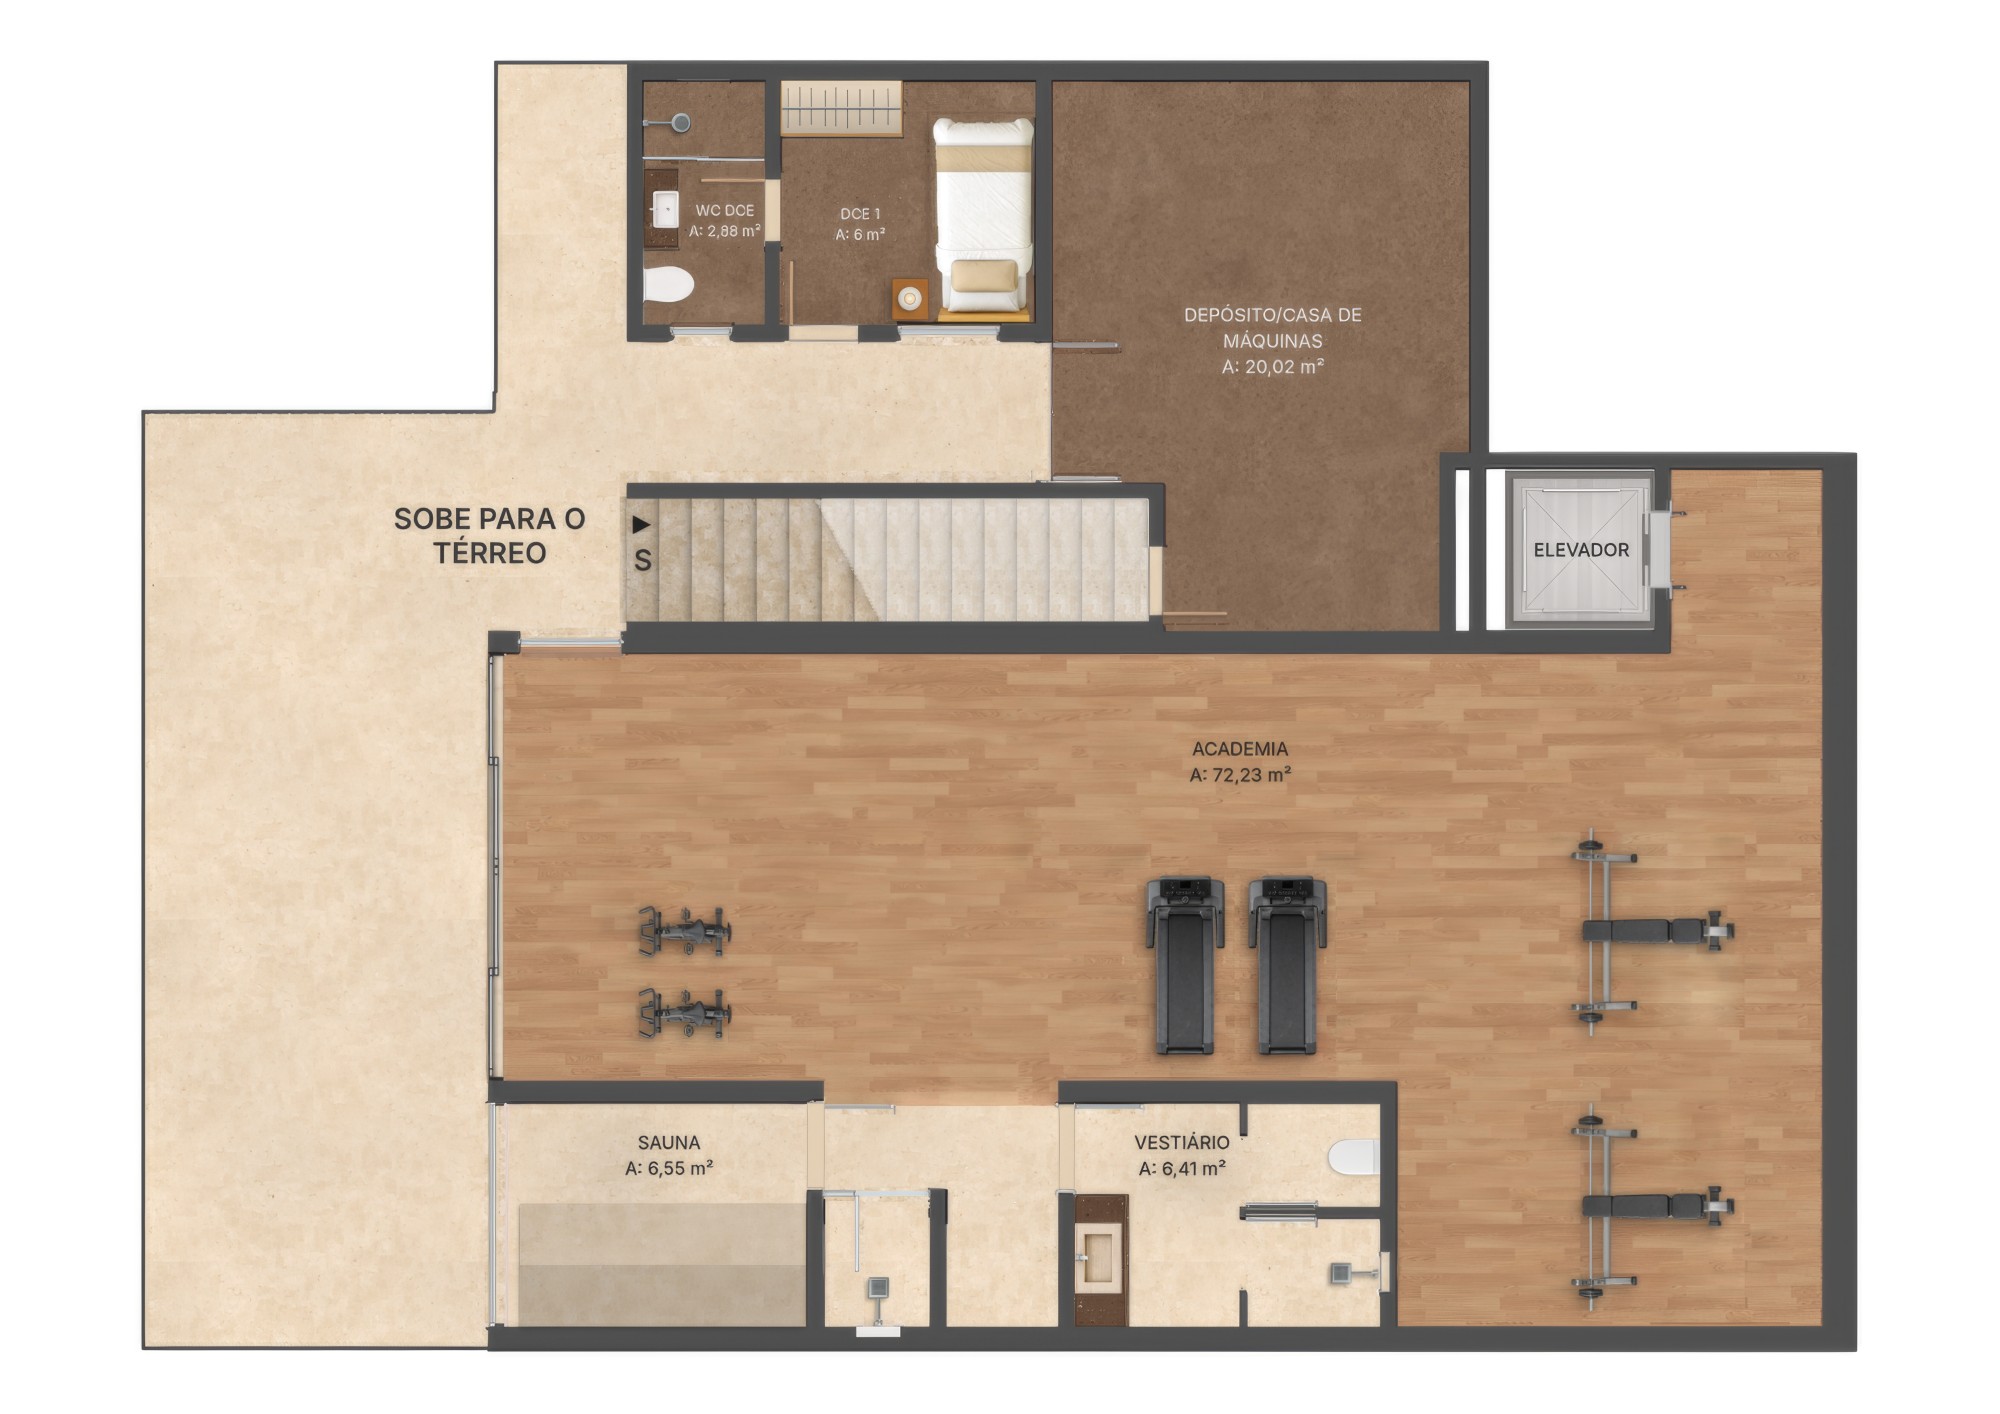 WC DCE
A: 2,88 m²
DCE 1
A: 6 m²
DEPÓSITO/CASA DE
MÁQUINAS
A: 20,02 m²
SOBE PARA O
TÉRREO
S
ELEVADOR
ACADEMIA
A: 72,23 m²
SAUNA
A: 6,55 m²
VESTIÁRIO
A: 6,41 m²